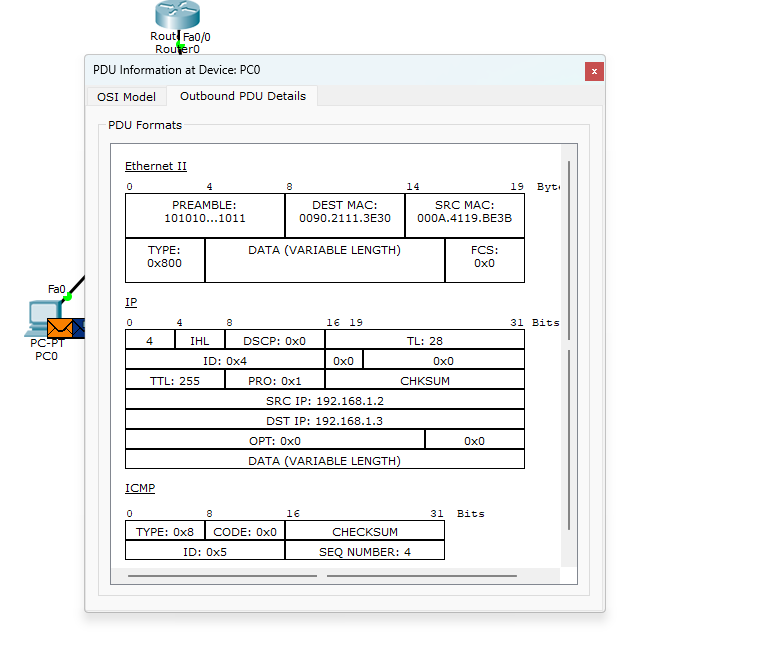 Route Fa0/0
Router0
PDU Information at Device: PC0
x
OSI Model Outbound PDU Details
PDU Formats
Ethernet II
0 4 8 14 19 Byte
PREAMBLE: DEST MAC: SRC MAC:
101010...1011 0090.2111.3E30 000A.4119.BE3B
TYPE: DATA (VARIABLE LENGTH) FCS:
0x800 0x0
Fa0
PC-PT
PC0
IP
0 4 8 16 19 31 Bits
4 IHL DSCP: 0x0 TL: 28
ID: 0x4 0x0 0x0
TTL: 255 PRO: 0x1 CHKSUM
SRC IP: 192.168.1.2
DST IP: 192.168.1.3
OPT: 0x0 0x0
DATA (VARIABLE LENGTH)
ICMP
0 8 16 31 Bits
TYPE: 0x8 CODE: 0x0 CHECKSUM
ID: 0x5 SEQ NUMBER: 4